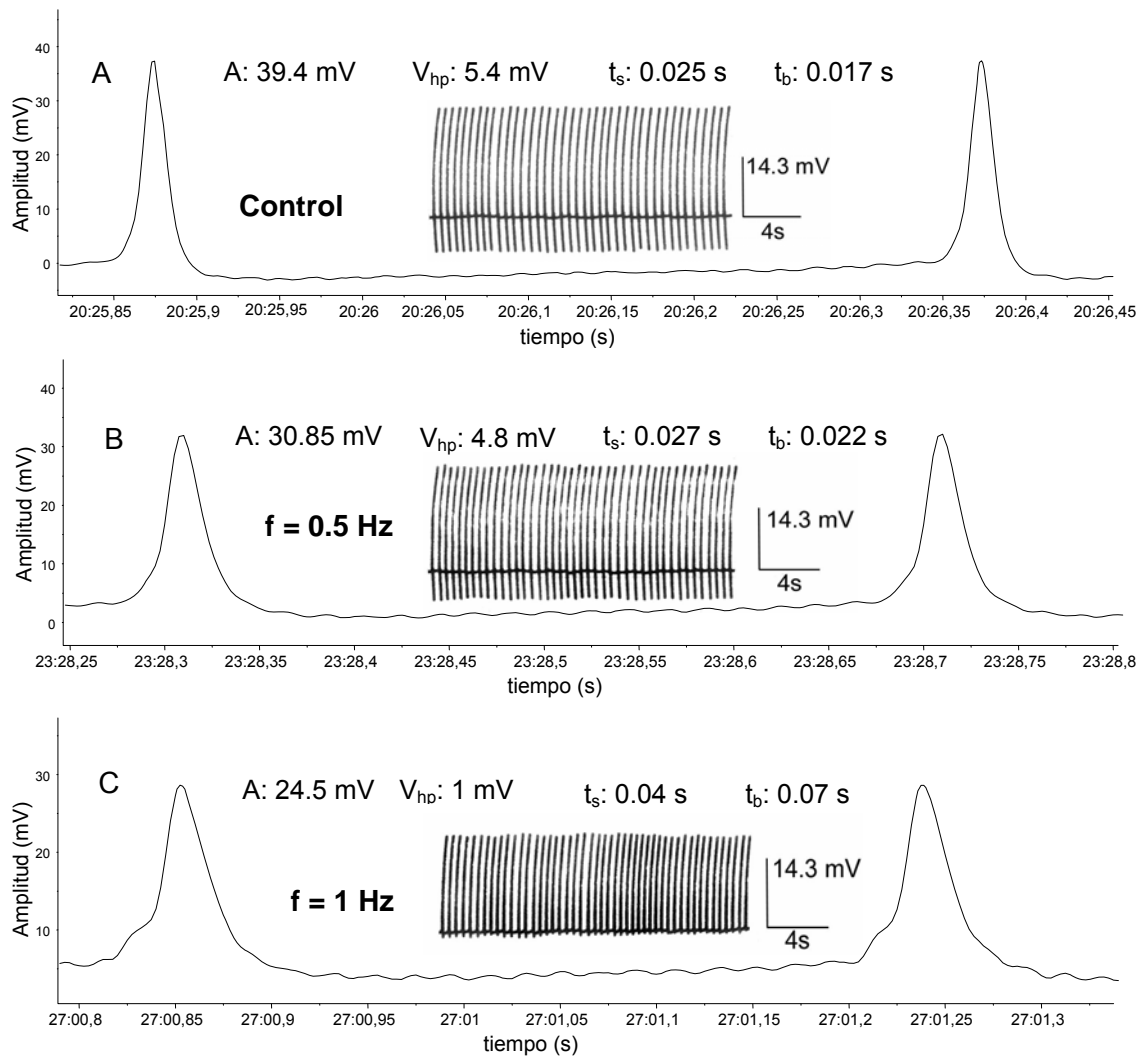 A
A: 39.4 mV
Vhp: 5.4 mV
ts: 0.025 s
tb: 0.017 s
40
30
20
10
0
Amplitud (mV)
Control
14.3 mV
4s
20:25,85 20:25,9 20:25,95 20:26 20:26,05 20:26,1 20:26,15 20:26,2 20:26,25 20:26,3 20:26,35 20:26,4 20:26,45
tiempo (s)
B
A: 30.85 mV
Vhp: 4.8 mV
ts: 0.027 s
tb: 0.022 s
40
30
20
10
0
Amplitud (mV)
f = 0.5 Hz
14.3 mV
4s
23:28,25 23:28,3 23:28,35 23:28,4 23:28,45 23:28,5 23:28,55 23:28,6 23:28,65 23:28,7 23:28,75 23:28,8
tiempo (s)
C
A: 24.5 mV
Vhp: 1 mV
ts: 0.04 s
tb: 0.07 s
30
20
10
Amplitud (mV)
f = 1 Hz
14.3 mV
4s
27:00,8 27:00,85 27:00,9 27:00,95 27:01 27:01,05 27:01,1 27:01,15 27:01,2 27:01,25 27:01,3
tiempo (s)